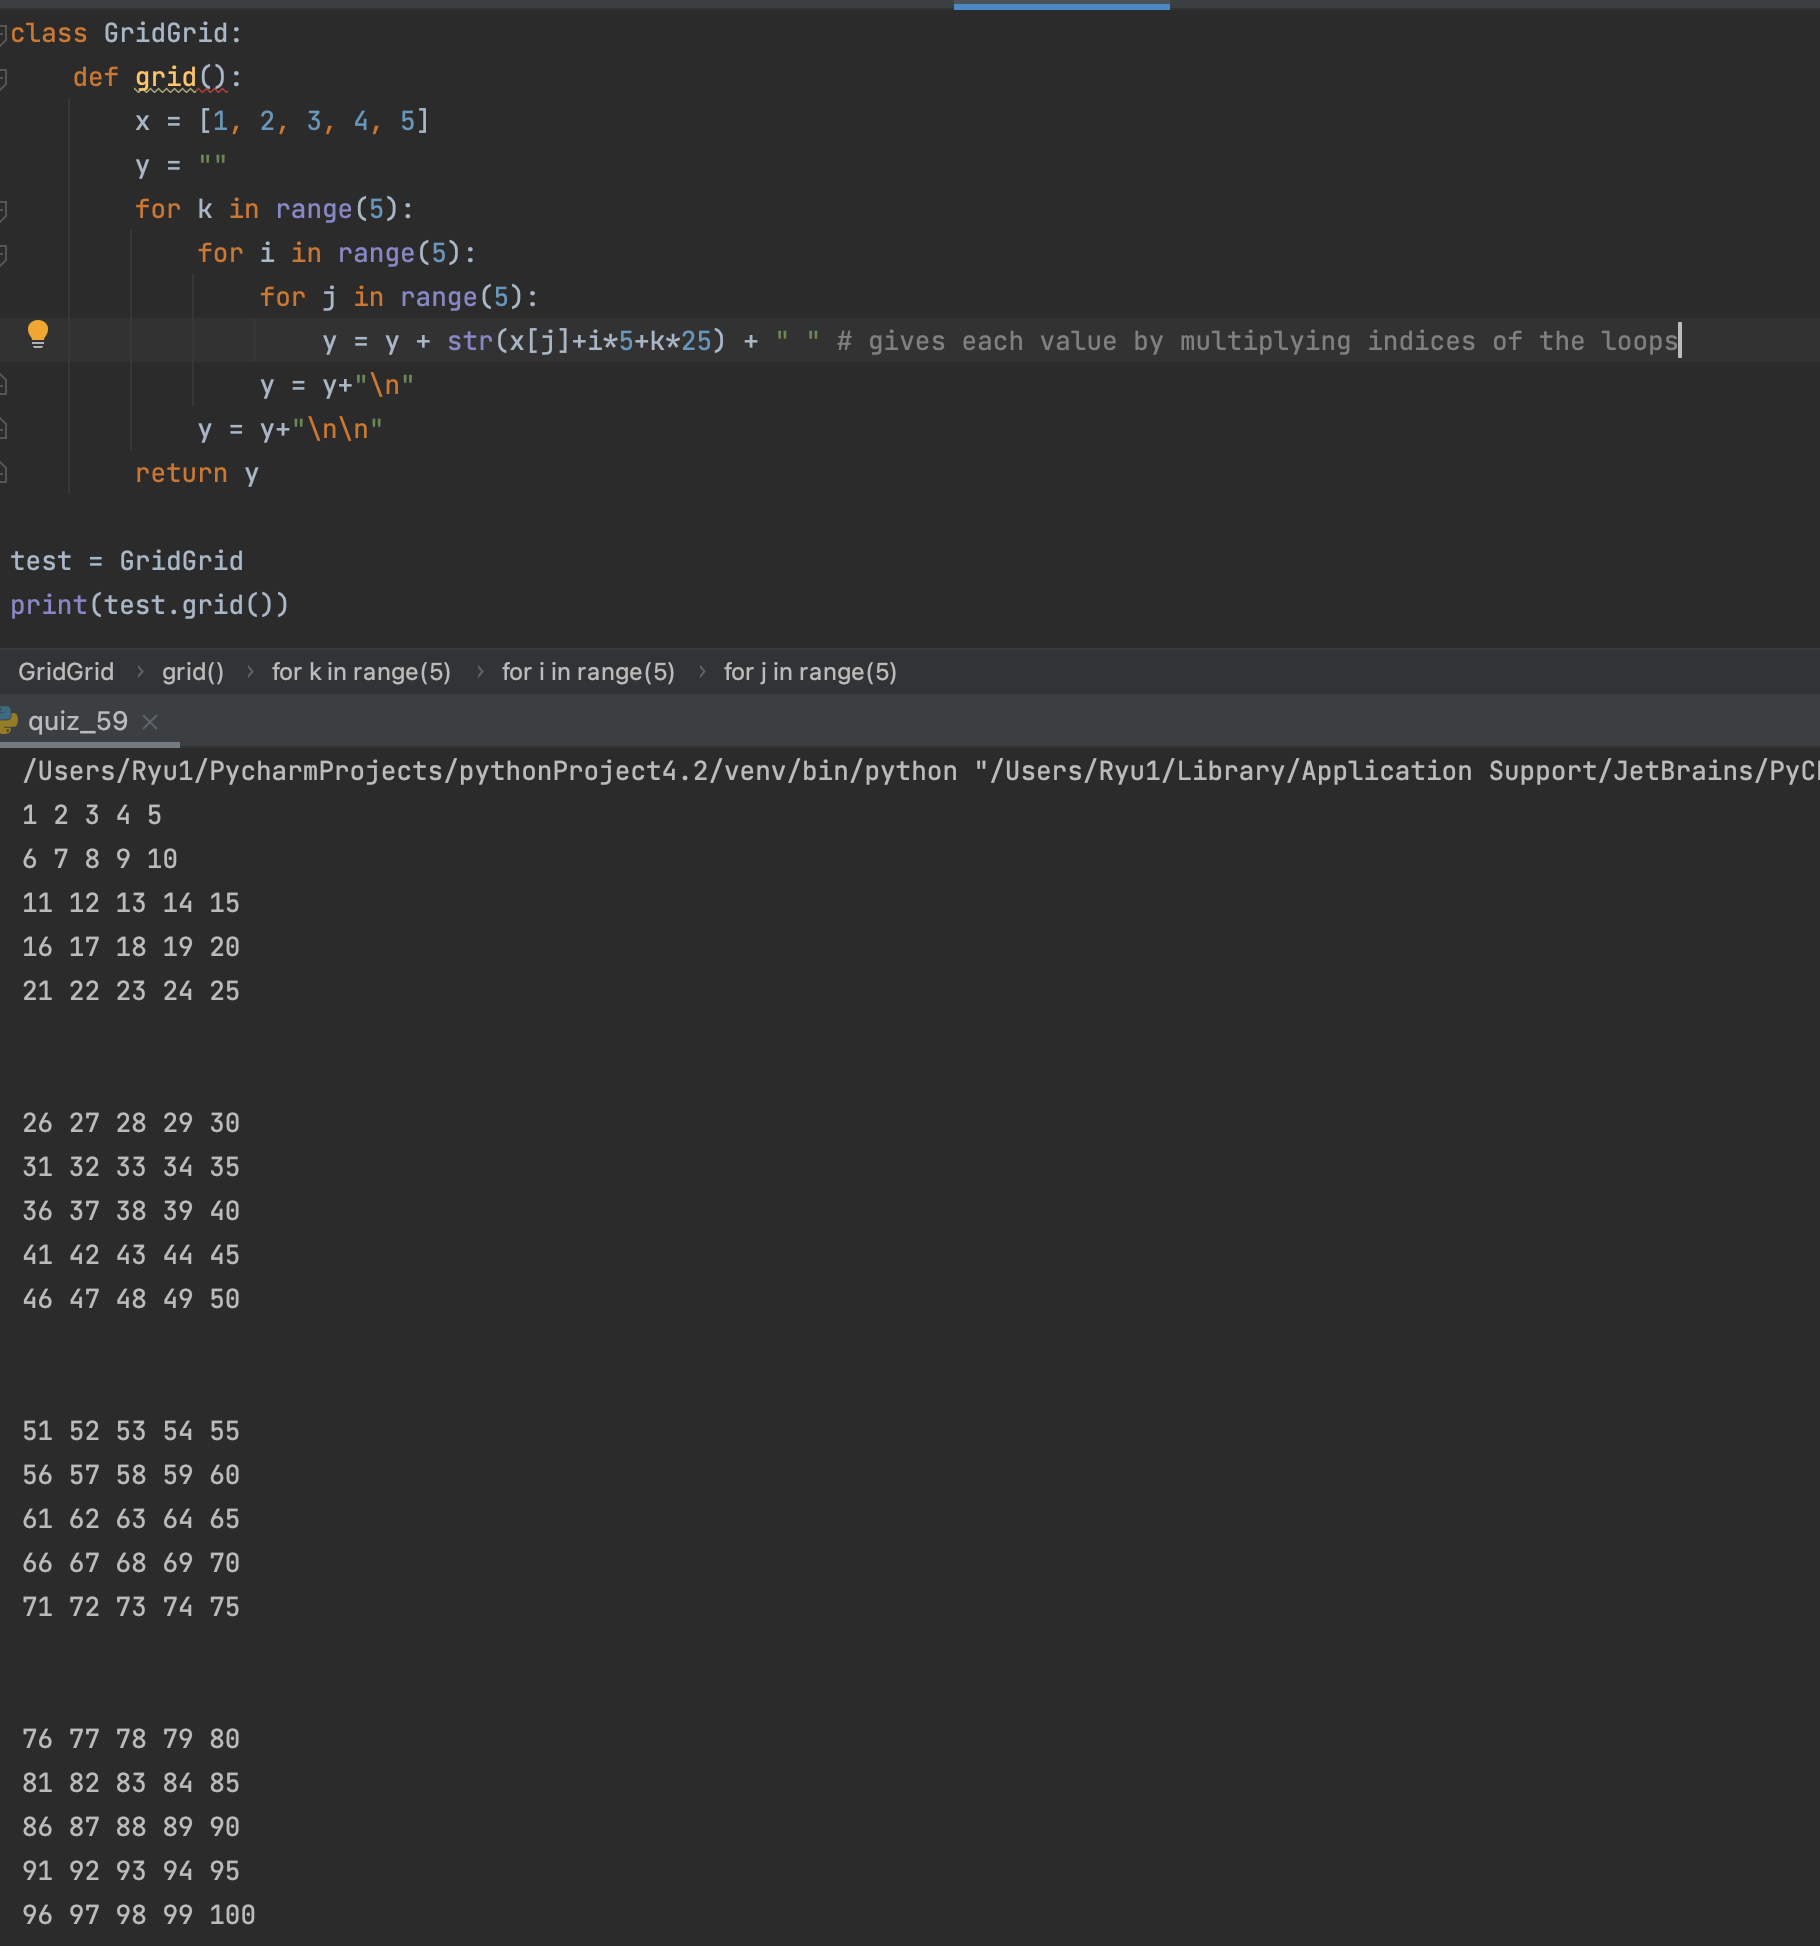 class GridGrid:
    def grid():
        x = [1, 2, 3, 4, 5]
        y = ""
        for k in range(5):
            for i in range(5):
                for j in range(5):
                    y = y + str(x[j]+i*5+k*25) + " " # gives each value by multiplying indices of the loops
                y = y+"\n"
            y = y+"\n\n"
        return y
test = GridGrid
print(test.grid())
GridGrid › grid() › for k in range(5) › for i in range(5) › for j in range(5)
quiz_59 ×
/Users/Ryu1/PycharmProjects/pythonProject4.2/venv/bin/python "/Users/Ryu1/Library/Application Support/JetBrains/PyCh
1 2 3 4 5
6 7 8 9 10
11 12 13 14 15
16 17 18 19 20
21 22 23 24 25
26 27 28 29 30
31 32 33 34 35
36 37 38 39 40
41 42 43 44 45
46 47 48 49 50
51 52 53 54 55
56 57 58 59 60
61 62 63 64 65
66 67 68 69 70
71 72 73 74 75
76 77 78 79 80
81 82 83 84 85
86 87 88 89 90
91 92 93 94 95
96 97 98 99 100